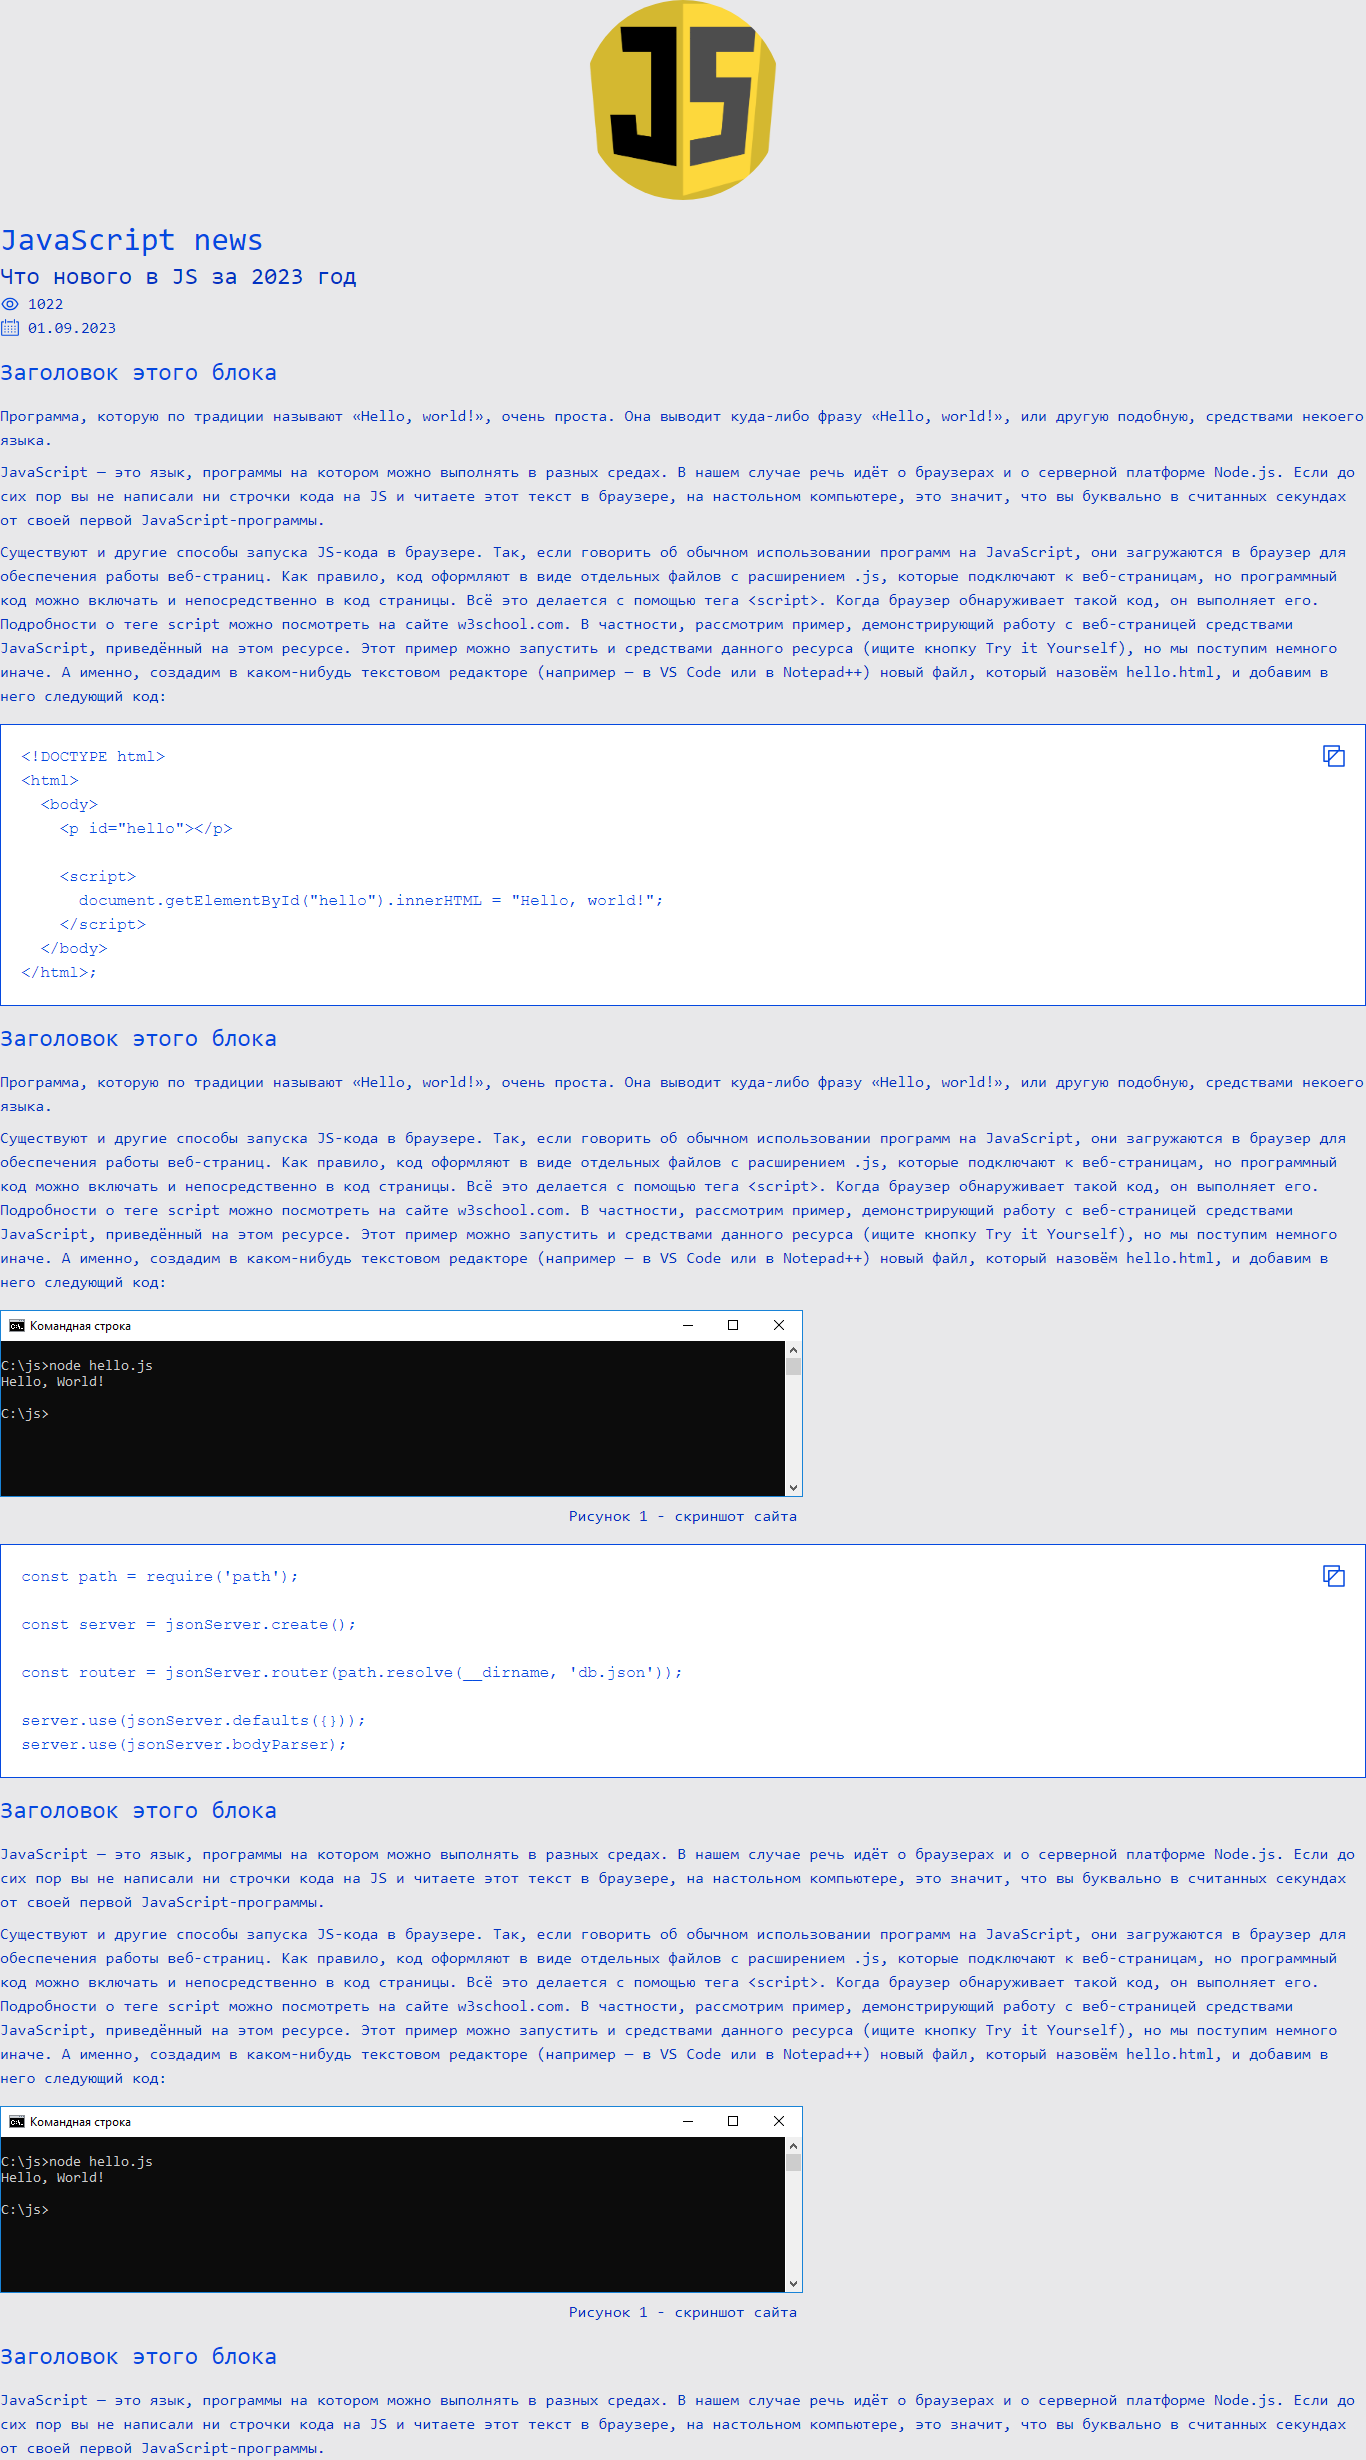 JS
JavaScript news
Что нового в JS за 2023 год
1022
01.09.2023
Заголовок этого блока
Программа, которую по традиции называют «Hello, world!», очень проста. Она выводит куда-либо фразу «Hello, world!», или другую подобную, средствами некоего
языка.
JavaScript — это язык, программы на котором можно выполнять в разных средах. В нашем случае речь идёт о браузерах и о серверной платформе Node.js. Если до
сих пор вы не написали ни строчки кода на JS и читаете этот текст в браузере, на настольном компьютере, это значит, что вы буквально в считанных секундах
от своей первой JavaScript-программы.
Существуют и другие способы запуска JS-кода в браузере. Так, если говорить об обычном использовании программ на JavaScript, они загружаются в браузер для
обеспечения работы веб-страниц. Как правило, код оформляют в виде отдельных файлов с расширением .js, которые подключают к веб-страницам, но программный
код можно включать и непосредственно в код страницы. Всё это делается с помощью тега <script>. Когда браузер обнаруживает такой код, он выполняет его.
Подробности о теге script можно посмотреть на сайте w3school.com. В частности, рассмотрим пример, демонстрирующий работу с веб-страницей средствами
JavaScript, приведённый на этом ресурсе. Этот пример можно запустить и средствами данного ресурса (ищите кнопку Try it Yourself), но мы поступим немного
иначе. А именно, создадим в каком-нибудь текстовом редакторе (например — в VS Code или в Notepad++) новый файл, который назовём hello.html, и добавим в
него следующий код:
<!DOCTYPE html>
<html>
  <body>
    <p id="hello"></p>
    <script>
      document.getElementById("hello").innerHTML = "Hello, world!";
    </script>
  </body>
</html>;
Заголовок этого блока
Программа, которую по традиции называют «Hello, world!», очень проста. Она выводит куда-либо фразу «Hello, world!», или другую подобную, средствами некоего
языка.
Существуют и другие способы запуска JS-кода в браузере. Так, если говорить об обычном использовании программ на JavaScript, они загружаются в браузер для
обеспечения работы веб-страниц. Как правило, код оформляют в виде отдельных файлов с расширением .js, которые подключают к веб-страницам, но программный
код можно включать и непосредственно в код страницы. Всё это делается с помощью тега <script>. Когда браузер обнаруживает такой код, он выполняет его.
Подробности о теге script можно посмотреть на сайте w3school.com. В частности, рассмотрим пример, демонстрирующий работу с веб-страницей средствами
JavaScript, приведённый на этом ресурсе. Этот пример можно запустить и средствами данного ресурса (ищите кнопку Try it Yourself), но мы поступим немного
иначе. А именно, создадим в каком-нибудь текстовом редакторе (например — в VS Code или в Notepad++) новый файл, который назовём hello.html, и добавим в
него следующий код:
Командная строка
C:\js>node hello.js
Hello, World!
C:\js>
Рисунок 1 - скриншот сайта
const path = require('path');
const server = jsonServer.create();
const router = jsonServer.router(path.resolve(__dirname, 'db.json'));
server.use(jsonServer.defaults({}));
server.use(jsonServer.bodyParser);
Заголовок этого блока
JavaScript — это язык, программы на котором можно выполнять в разных средах. В нашем случае речь идёт о браузерах и о серверной платформе Node.js. Если до
сих пор вы не написали ни строчки кода на JS и читаете этот текст в браузере, на настольном компьютере, это значит, что вы буквально в считанных секундах
от своей первой JavaScript-программы.
Существуют и другие способы запуска JS-кода в браузере. Так, если говорить об обычном использовании программ на JavaScript, они загружаются в браузер для
обеспечения работы веб-страниц. Как правило, код оформляют в виде отдельных файлов с расширением .js, которые подключают к веб-страницам, но программный
код можно включать и непосредственно в код страницы. Всё это делается с помощью тега <script>. Когда браузер обнаруживает такой код, он выполняет его.
Подробности о теге script можно посмотреть на сайте w3school.com. В частности, рассмотрим пример, демонстрирующий работу с веб-страницей средствами
JavaScript, приведённый на этом ресурсе. Этот пример можно запустить и средствами данного ресурса (ищите кнопку Try it Yourself), но мы поступим немного
иначе. А именно, создадим в каком-нибудь текстовом редакторе (например — в VS Code или в Notepad++) новый файл, который назовём hello.html, и добавим в
него следующий код:
Командная строка
C:\js>node hello.js
Hello, World!
C:\js>
Рисунок 1 - скриншот сайта
Заголовок этого блока
JavaScript — это язык, программы на котором можно выполнять в разных средах. В нашем случае речь идёт о браузерах и о серверной платформе Node.js. Если до
сих пор вы не написали ни строчки кода на JS и читаете этот текст в браузере, на настольном компьютере, это значит, что вы буквально в считанных секундах
от своей первой JavaScript-программы.